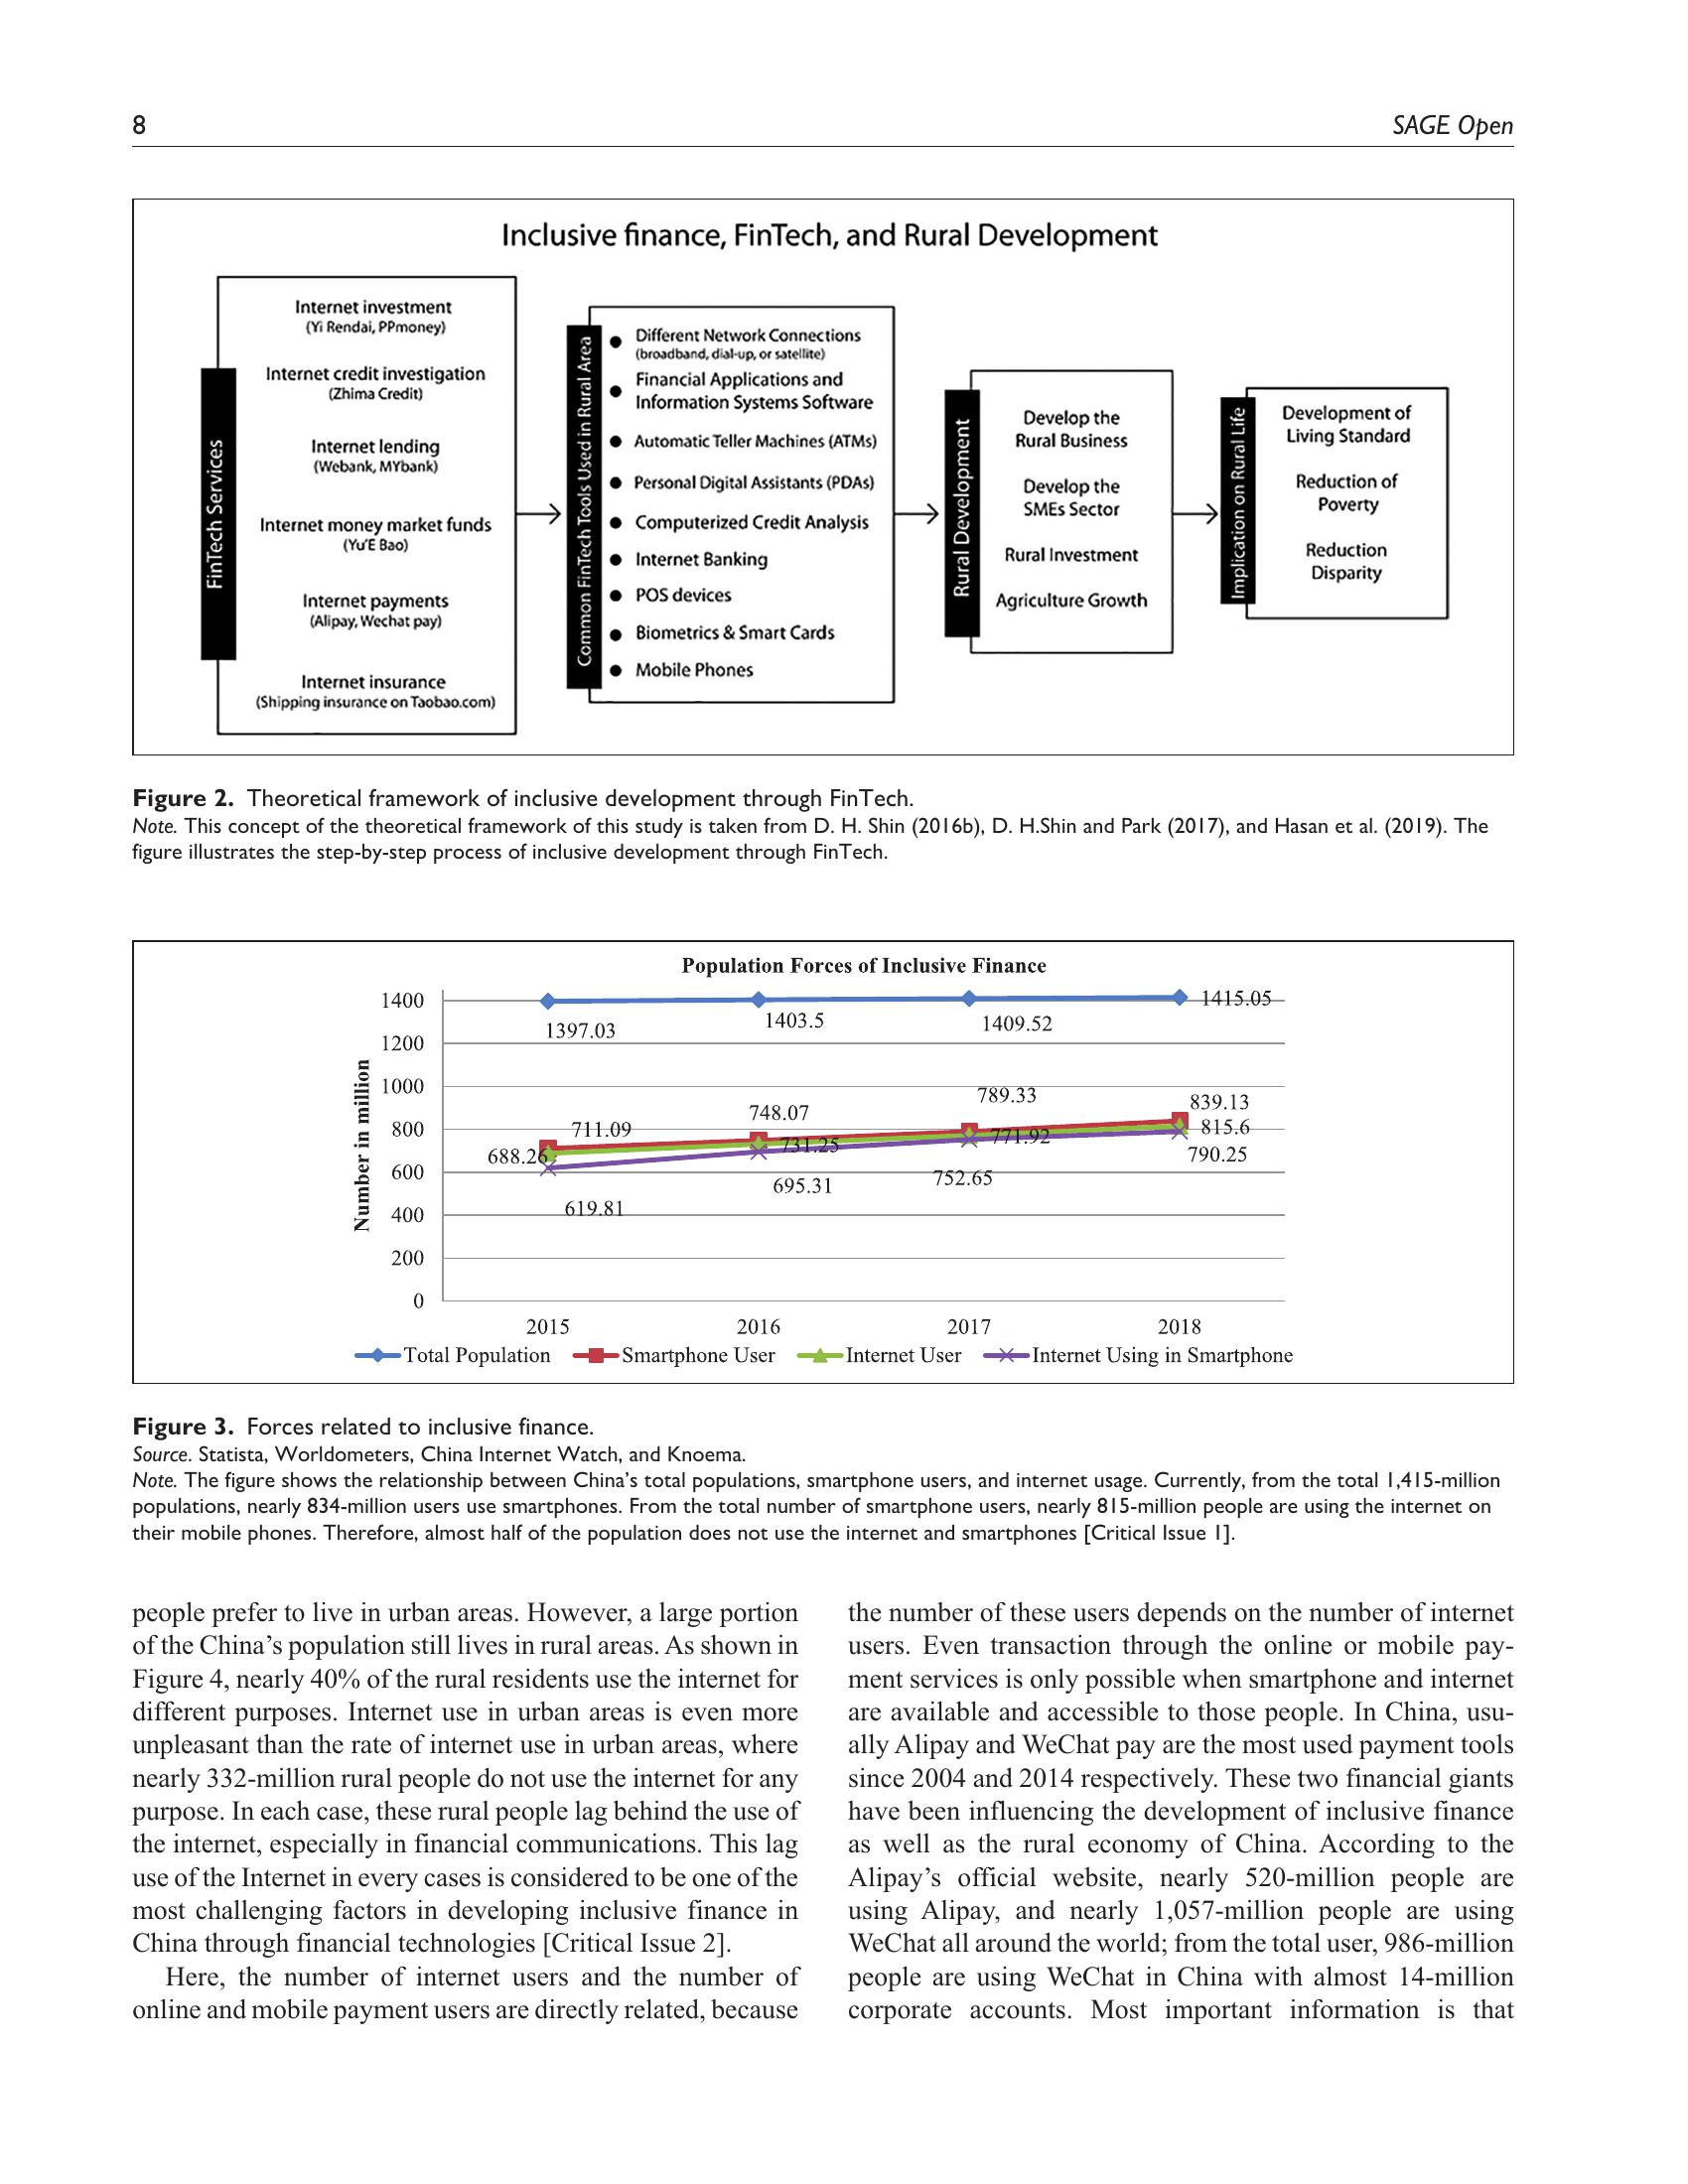 8
SAGE Open
Inclusive finance, FinTech, and Rural Development
FinTech Services
Internet investment
(Yi Rendai, PPmoney)
Internet credit investigation
(Zhima Credit)
Internet lending
(Webank, MYbank)
Internet money market funds
(Yu'E Bao)
Internet payments
(Alipay, Wechat pay)
Internet insurance
(Shipping insurance on Taobao.com)
Common FinTech Tools Used in Rural Area
● Different Network Connections
(broadband, dial-up, or satellite)
● Financial Applications and
Information Systems Software
● Automatic Teller Machines (ATMs)
● Personal Digital Assistants (PDAs)
● Computerized Credit Analysis
● Internet Banking
● POS devices
● Biometrics & Smart Cards
● Mobile Phones
Rural Development
Develop the
Rural Business
Develop the
SMEs Sector
Rural Investment
Agriculture Growth
Implication on Rural Life
Development of
Living Standard
Reduction of
Poverty
Reduction
Disparity
Figure 2. Theoretical framework of inclusive development through FinTech.
Note. This concept of the theoretical framework of this study is taken from D. H. Shin (2016b), D. H.Shin and Park (2017), and Hasan et al. (2019). The
figure illustrates the step-by-step process of inclusive development through FinTech.
Population Forces of Inclusive Finance
Number in million
1400
1200
1000
800
600
400
200
0
1397.03
1403.5
1409.52
1415.05
711.09
748.07
789.33
839.13
688.26
731.25
771.92
815.6
619.81
695.31
752.65
790.25
2015
2016
2017
2018
Total Population
Smartphone User
Internet User
Internet Using in Smartphone
Figure 3. Forces related to inclusive finance.
Source. Statista, Worldometers, China Internet Watch, and Knoema.
Note. The figure shows the relationship between China's total populations, smartphone users, and internet usage. Currently, from the total 1,415-million
populations, nearly 834-million users use smartphones. From the total number of smartphone users, nearly 815-million people are using the internet on
their mobile phones. Therefore, almost half of the population does not use the internet and smartphones [Critical Issue 1].
people prefer to live in urban areas. However, a large portion
of the China's population still lives in rural areas. As shown in
Figure 4, nearly 40% of the rural residents use the internet for
different purposes. Internet use in urban areas is even more
unpleasant than the rate of internet use in urban areas, where
nearly 332-million rural people do not use the internet for any
purpose. In each case, these rural people lag behind the use of
the internet, especially in financial communications. This lag
use of the Internet in every cases is considered to be one of the
most challenging factors in developing inclusive finance in
China through financial technologies [Critical Issue 2].
Here, the number of internet users and the number of
online and mobile payment users are directly related, because
the number of these users depends on the number of internet
users. Even transaction through the online or mobile pay-
ment services is only possible when smartphone and internet
are available and accessible to those people. In China, usu-
ally Alipay and WeChat pay are the most used payment tools
since 2004 and 2014 respectively. These two financial giants
have been influencing the development of inclusive finance
as well as the rural economy of China. According to the
Alipay's official website, nearly 520-million people are
using Alipay, and nearly 1,057-million people are using
WeChat all around the world; from the total user, 986-million
people are using WeChat in China with almost 14-million
corporate accounts. Most important information is that